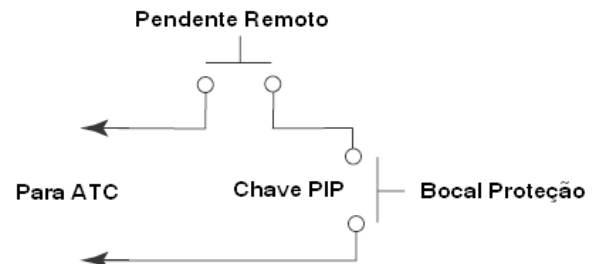 Pendente Remoto
Para ATC
Chave PIP
Bocal Proteção